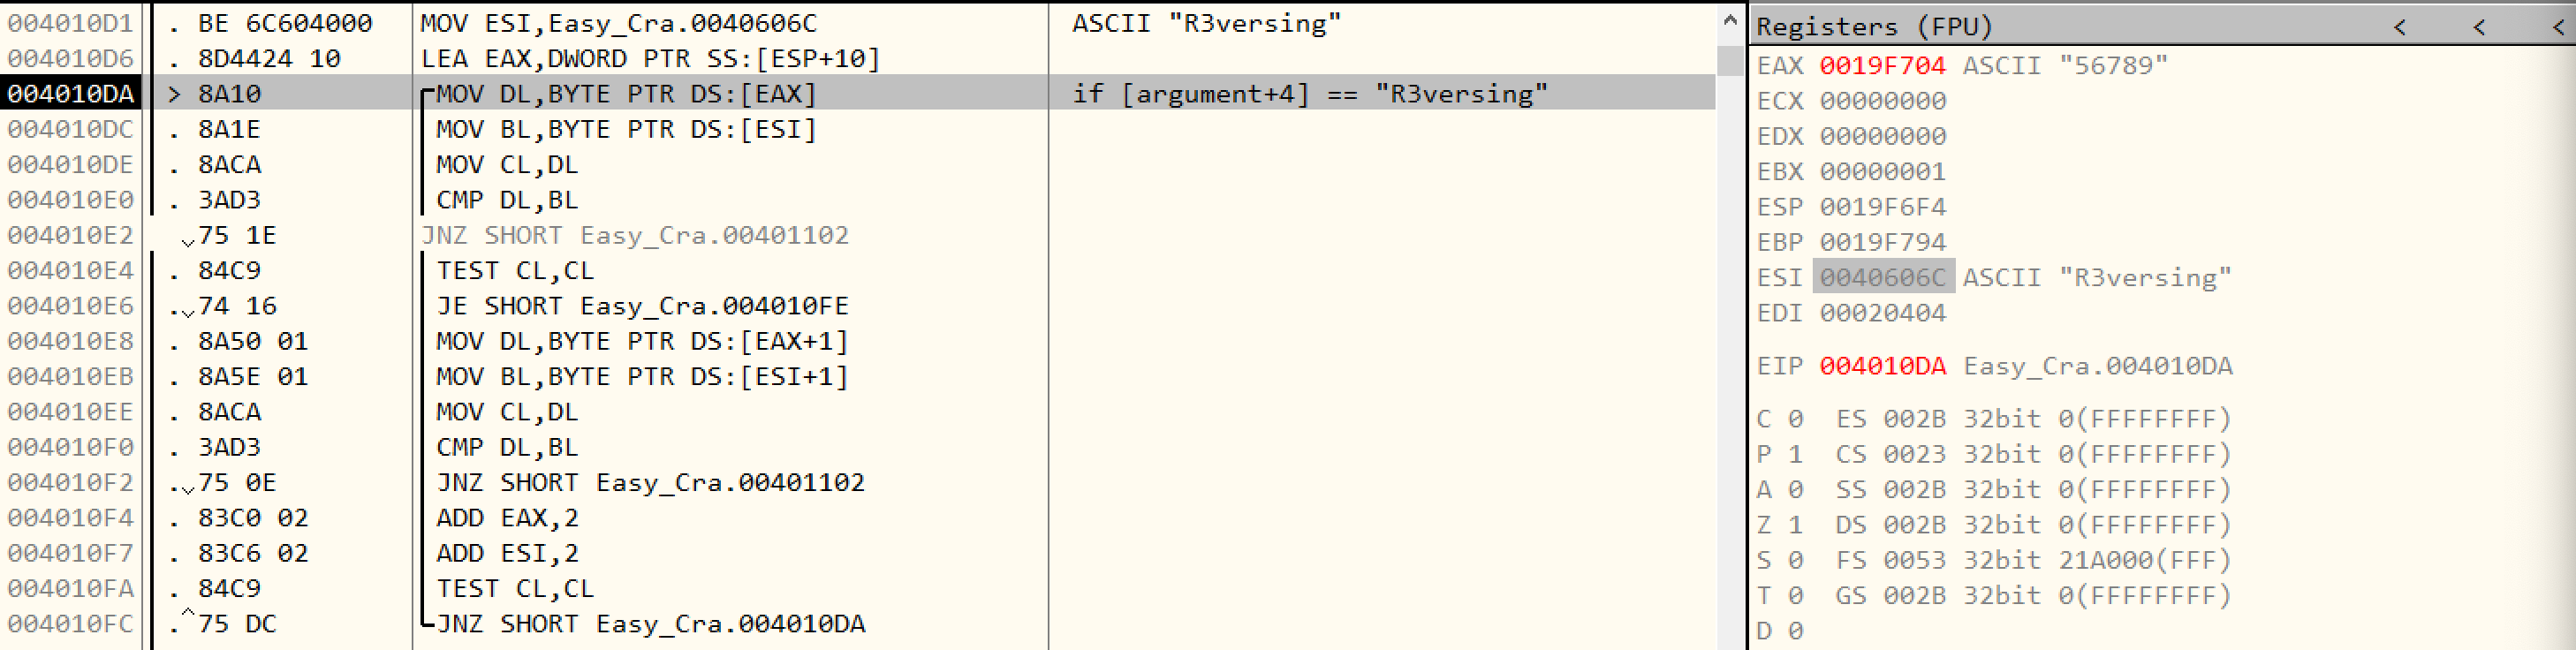 004010D1 . BE 6C604000 MOV ESI,Easy_Cra.0040606C ASCII "R3versing"
004010D6 . 8D4424 10 LEA EAX,DWORD PTR SS:[ESP+10]
004010DA > 8A10 MOV DL,BYTE PTR DS:[EAX] if [argument+4] == "R3versing"
004010DC . 8A1E MOV BL,BYTE PTR DS:[ESI]
004010DE . 8ACA MOV CL,DL
004010E0 . 3AD3 CMP DL,BL
004010E2 75 1E JNZ SHORT Easy_Cra.00401102
004010E4 . 84C9 TEST CL,CL
004010E6 . 74 16 JE SHORT Easy_Cra.004010FE
004010E8 . 8A50 01 MOV DL,BYTE PTR DS:[EAX+1]
004010EB . 8A5E 01 MOV BL,BYTE PTR DS:[ESI+1]
004010EE . 8ACA MOV CL,DL
004010F0 . 3AD3 CMP DL,BL
004010F2 . 75 0E JNZ SHORT Easy_Cra.00401102
004010F4 . 83C0 02 ADD EAX,2
004010F7 . 83C6 02 ADD ESI,2
004010FA . 84C9 TEST CL,CL
004010FC . 75 DC JNZ SHORT Easy_Cra.004010DA
Registers (FPU) < < <
EAX 0019F704 ASCII "56789"
ECX 00000000
EDX 00000000
EBX 00000001
ESP 0019F6F4
EBP 0019F794
ESI 0040606C ASCII "R3versing"
EDI 00020404
EIP 004010DA Easy_Cra.004010DA
C 0 ES 002B 32bit 0(FFFFFFFF)
P 1 CS 0023 32bit 0(FFFFFFFF)
A 0 SS 002B 32bit 0(FFFFFFFF)
Z 1 DS 002B 32bit 0(FFFFFFFF)
S 0 FS 0053 32bit 21A000(FFF)
T 0 GS 002B 32bit 0(FFFFFFFF)
D 0